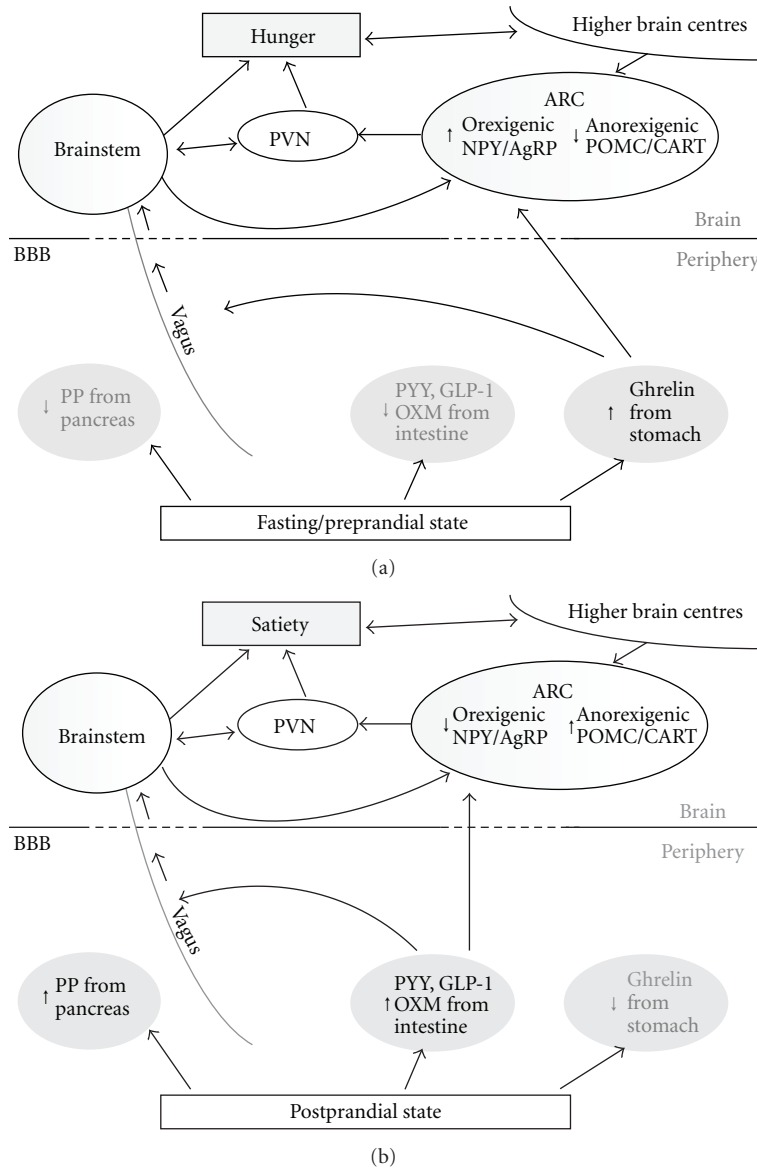 Hunger
Higher brain centres
Brainstem
PVN
ARC
↑ Orexigenic NPY/AgRP
↓ Anorexigenic POMC/CART
Brain
BBB
Periphery
Vagus
↓ PP from
pancreas
PYY, GLP-1
↓ OXM from
intestine
Ghrelin
↑ from
stomach
Fasting/preprandial state
(a)
Satiety
Higher brain centres
Brainstem
PVN
ARC
↓ Orexigenic NPY/AgRP
↑ Anorexigenic POMC/CART
Brain
BBB
Periphery
Vagus
↑ PP from
pancreas
PYY, GLP-1
↑ OXM from
intestine
Ghrelin
↓ from
stomach
Postprandial state
(b)